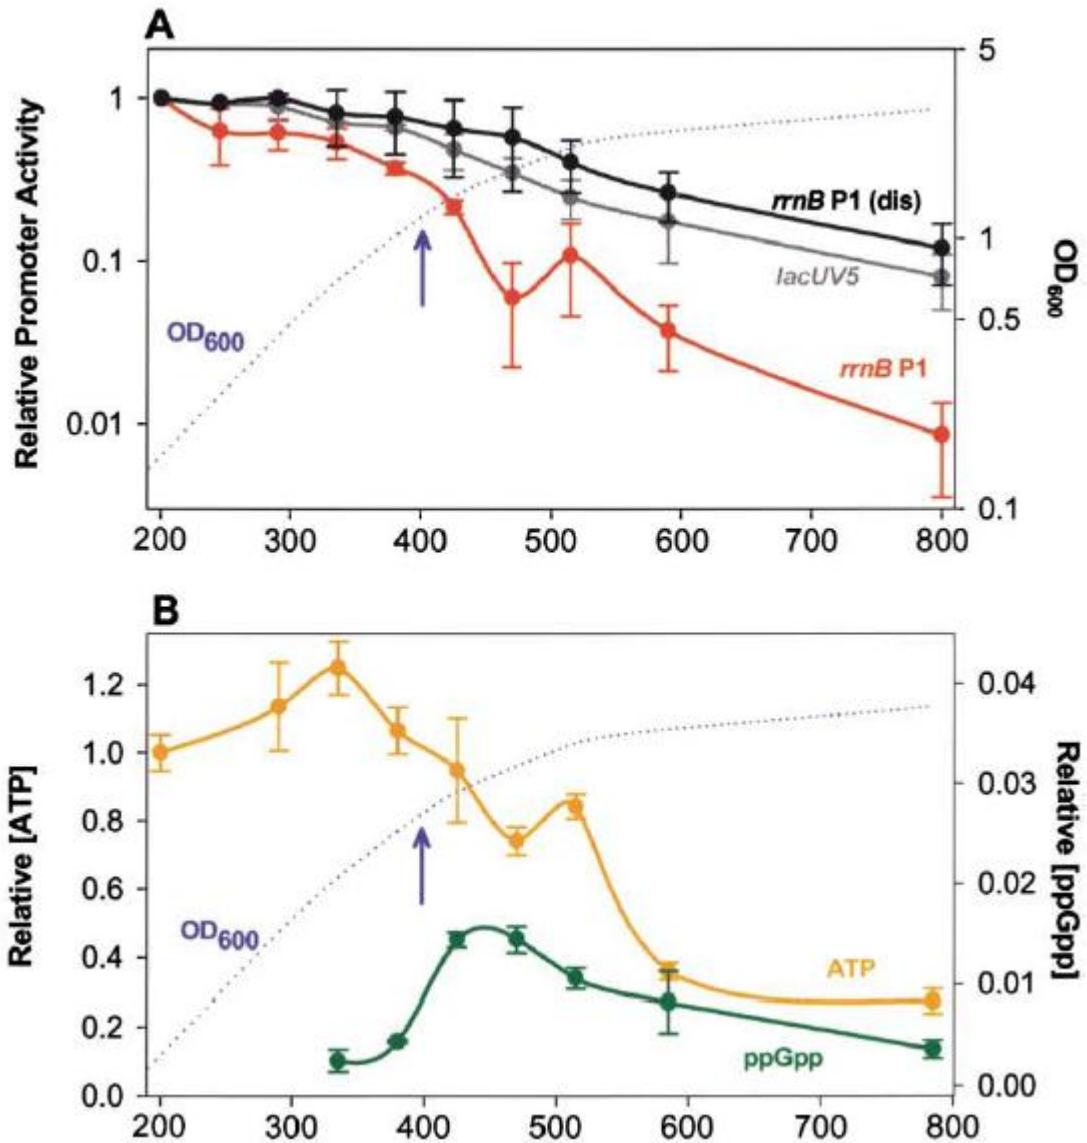 A
Relative Promoter Activity
1
0.1
0.01
5
1
0.5
0.1
OD600
OD600
rrnB P1 (dis)
lacUV5
rrnB P1
200 300 400 500 600 700 800
B
Relative [ATP]
1.2
1.0
0.8
0.6
0.4
0.2
0.0
0.04
0.03
0.02
0.01
0.00
Relative [ppGpp]
OD600
ATP
ppGpp
200 300 400 500 600 700 800